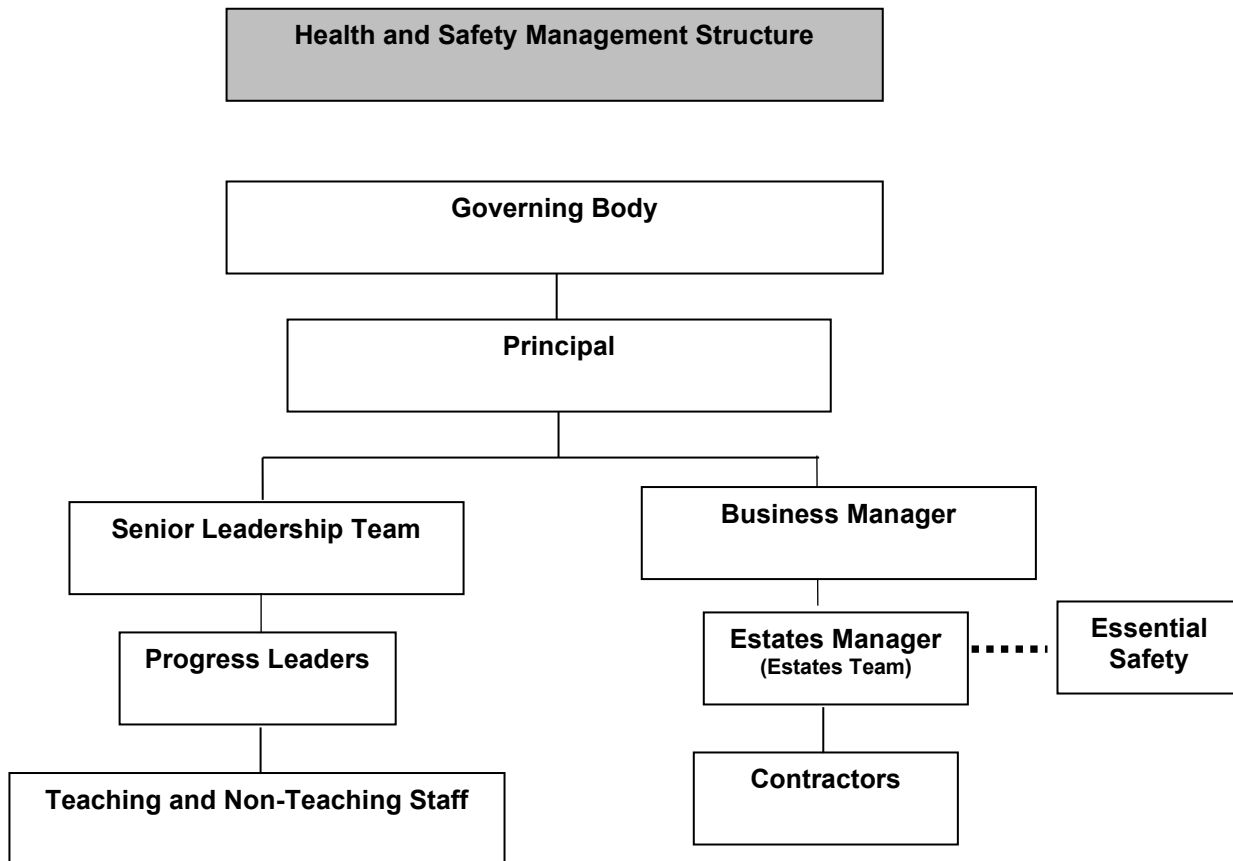 Health and Safety Management Structure
Governing Body
Principal
Senior Leadership Team
Business Manager
Progress Leaders
Estates Manager
(Estates Team)
Essential
Safety
Teaching and Non-Teaching Staff
Contractors